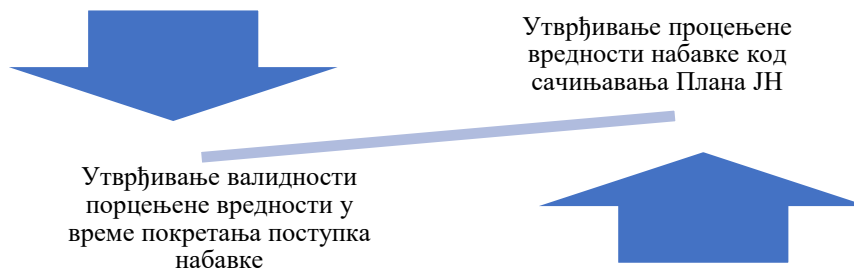 Утврђивање процењене
вредности набавке код
сачињавања Плана ЈН
Утврђивање валидности
порцењене вредности у
време покретања поступка
набавке